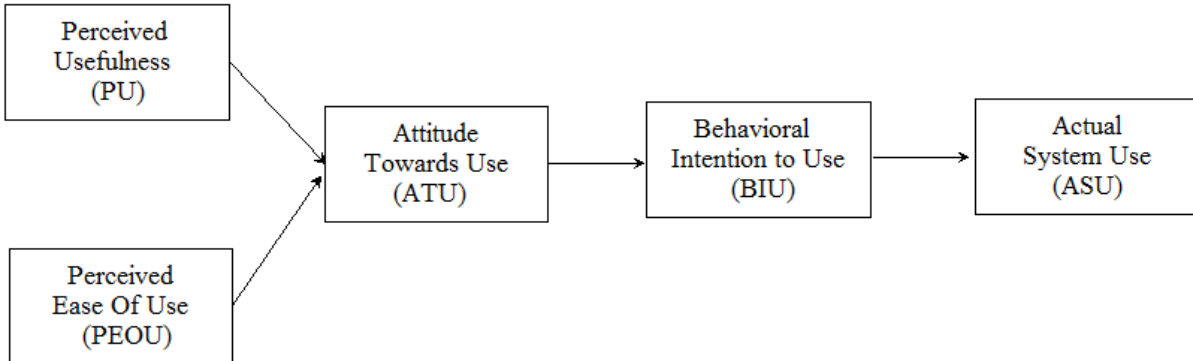 Perceived
Usefulness
(PU)
Attitude
Towards Use
(ATU)
Behavioral
Intention to Use
(BIU)
Actual
System Use
(ASU)
Perceived
Ease Of Use
(PEOU)